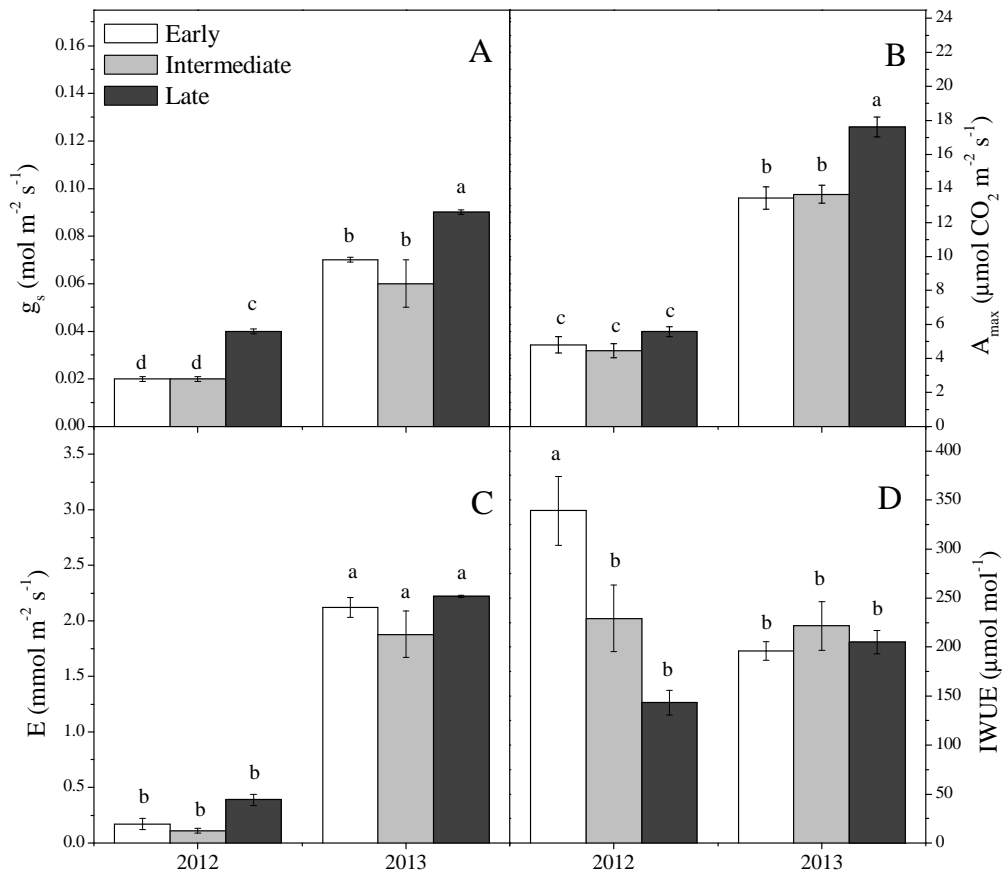 Early
Intermediate
Late
A
0.16
0.14
0.12
0.10
0.08
0.06
0.04
0.02
0.00
g_s (mol m⁻² s⁻¹)
d
d
c
b
b
a
B
24
22
20
18
16
14
12
10
8
6
4
2
0
A_max (μmol CO₂ m⁻² s⁻¹)
c
c
c
b
b
a
C
3.5
3.0
2.5
2.0
1.5
1.0
0.5
0.0
E (mmol m⁻² s⁻¹)
b
b
b
a
a
a
2012
2013
D
400
350
300
250
200
150
100
50
0
IWUE (μmol mol⁻¹)
a
b
b
b
b
b
2012
2013